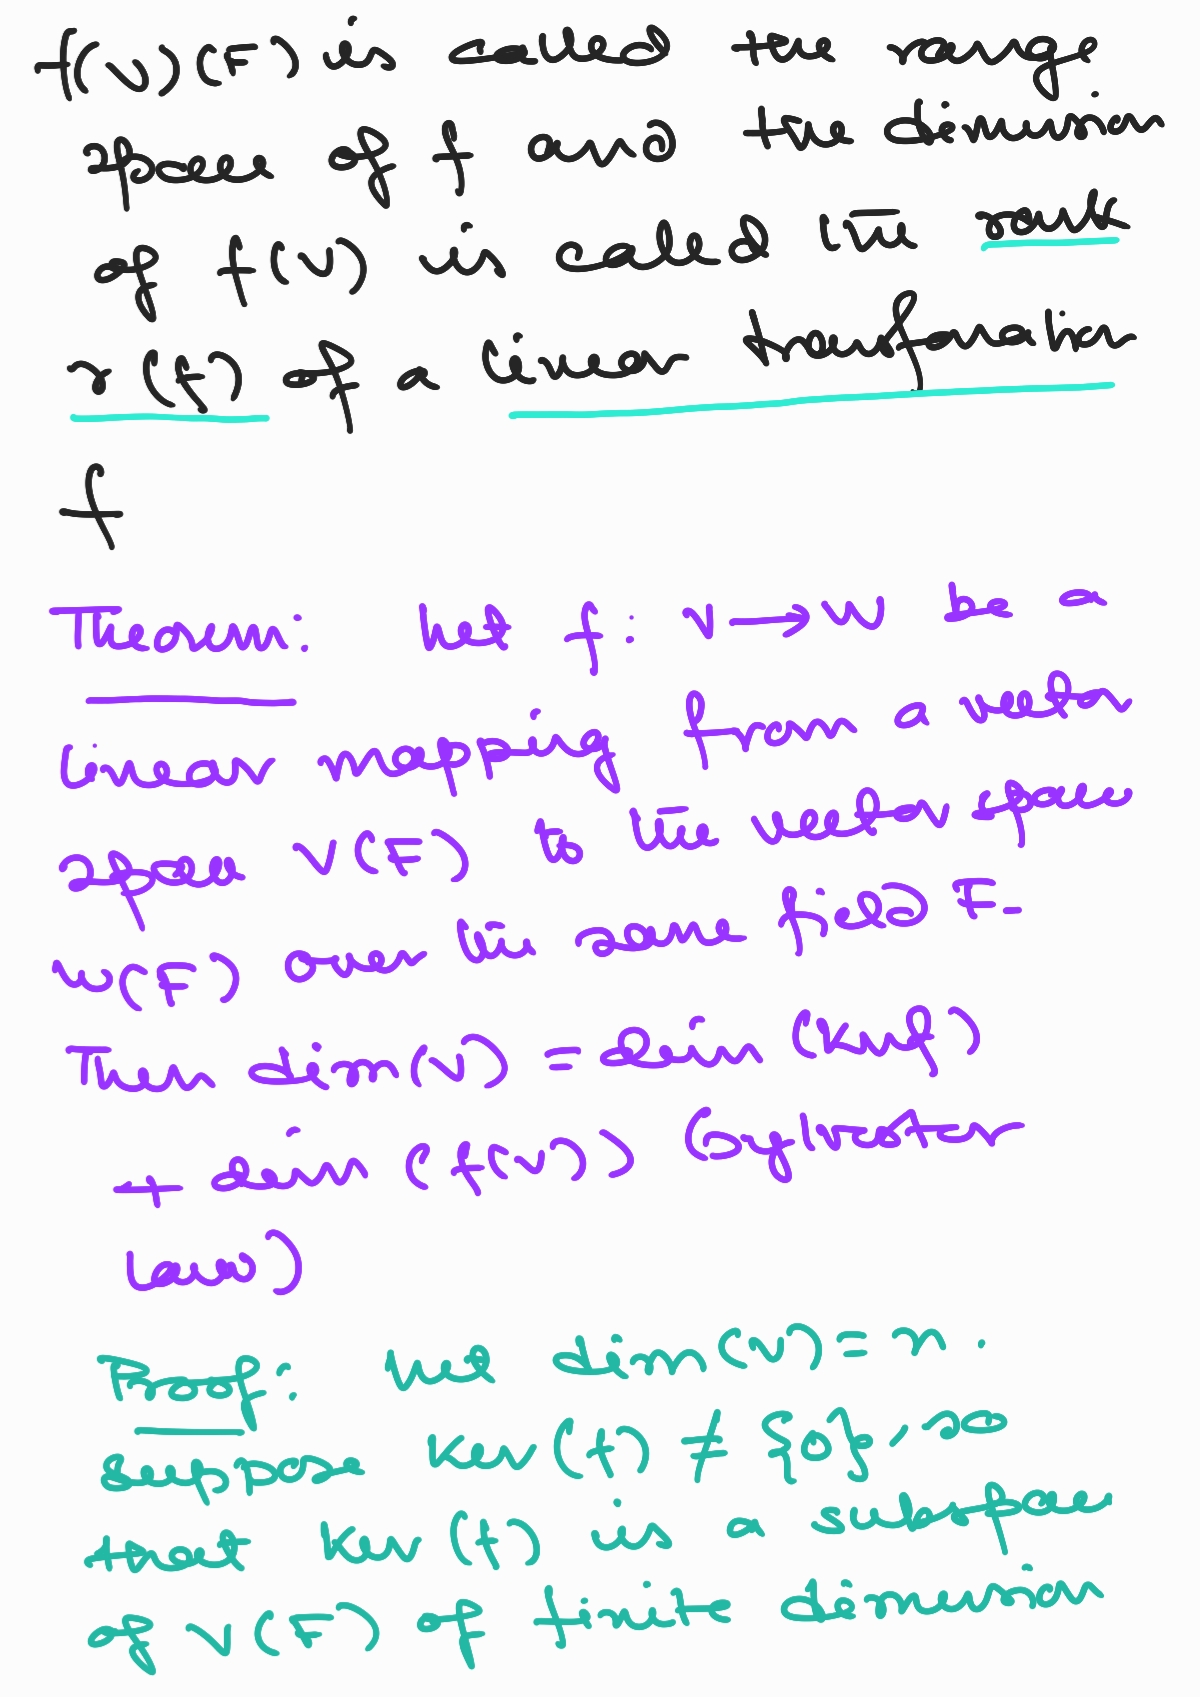 f(V)(F) is called the range
space of f and the dimension
of f(V) is called the rank
r(f) of a linear transformation
f
Theorem: Let f: V→W be a
linear mapping from a vector
space V(F) to the vector space
W(F) over the same field F.
Then dim(V) = dim (Kerf)
+ dim (f(V)) (Sylvester
Law)
Proof: Let dim(V) = n.
Suppose Ker(f) ≠ {0}, so
that Ker(f) is a subspace
of V(F) of finite dimension